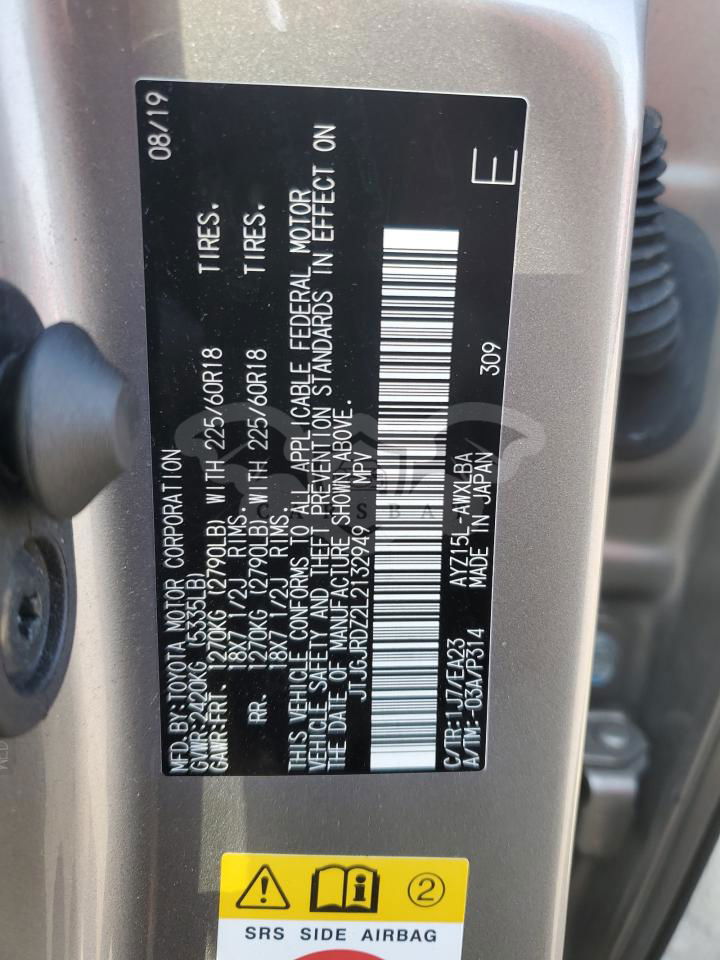 MFD.BY:TOYOTA MOTOR CORPORATION 08/19
GVWR:2420KG (5335LB)
GAWR:FRT. 1270KG (2790LB) WITH 225/60R18 TIRES.
18X7 1/2J RIMS.
RR. 1270KG (2790LB) WITH 225/60R18 TIRES.
18X7 1/2J RIMS.
THIS VEHICLE CONFORMS TO ALL APPLICABLE FEDERAL MOTOR
VEHICLE SAFETY AND THEFT PREVENTION STANDARDS IN EFFECT ON
THE DATE OF MANUFACTURE SHOWN ABOVE.
JTJGJRDZ2L2132949 MPV
C/TR:1J7/EA23 AYZ15L-AWXLBA
A/TM:-03A/P314 MADE IN JAPAN 309 E
2
SRS SIDE AIRBAG